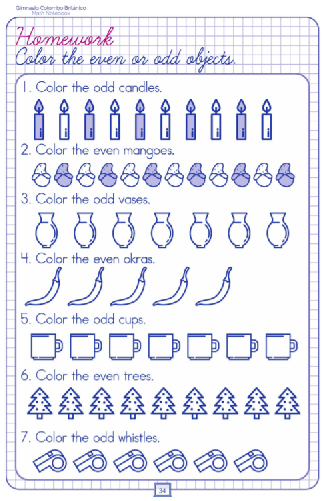 Gimnasio Colombo Británico
Math Notebook
Homework
Color the even or odd objects.
1. Color the odd candles.
2. Color the even mangoes.
3. Color the odd vases.
4. Color the even okras.
5. Color the odd cups.
6. Color the even trees.
7. Color the odd whistles.
34